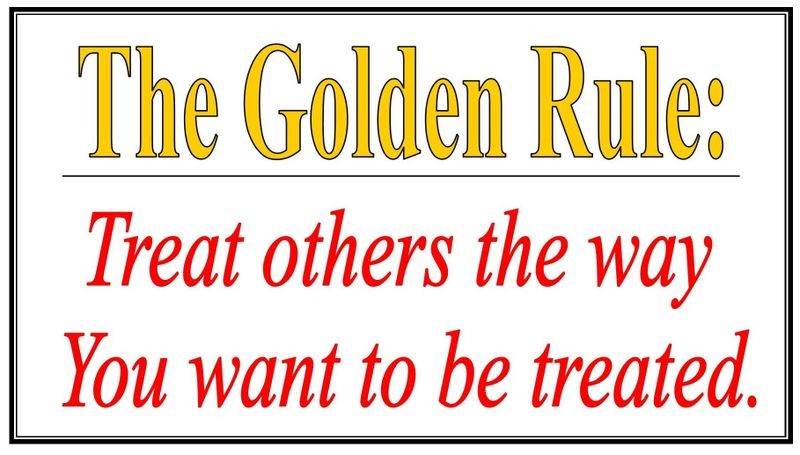 The Golden Rule:
Treat others the way
You want to be treated.